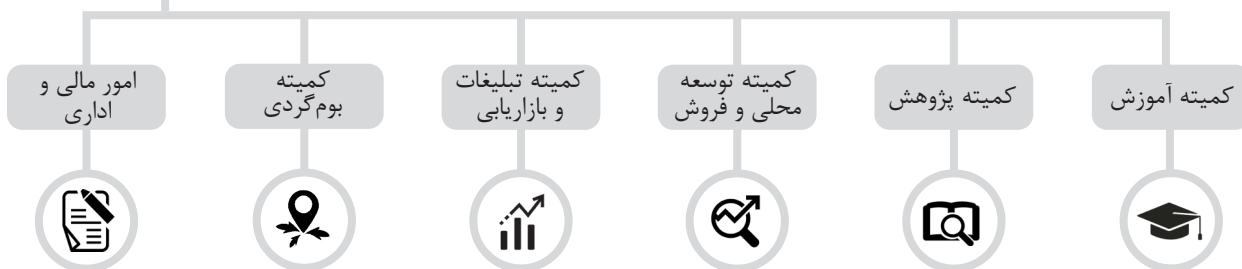 کمیته آموزش
کمیته پژوهش
کمیته توسعه
محلی و فروش
کمیته تبلیغات
و بازاریابی
کمیته
بوم‌گردی
امور مالی و
اداری